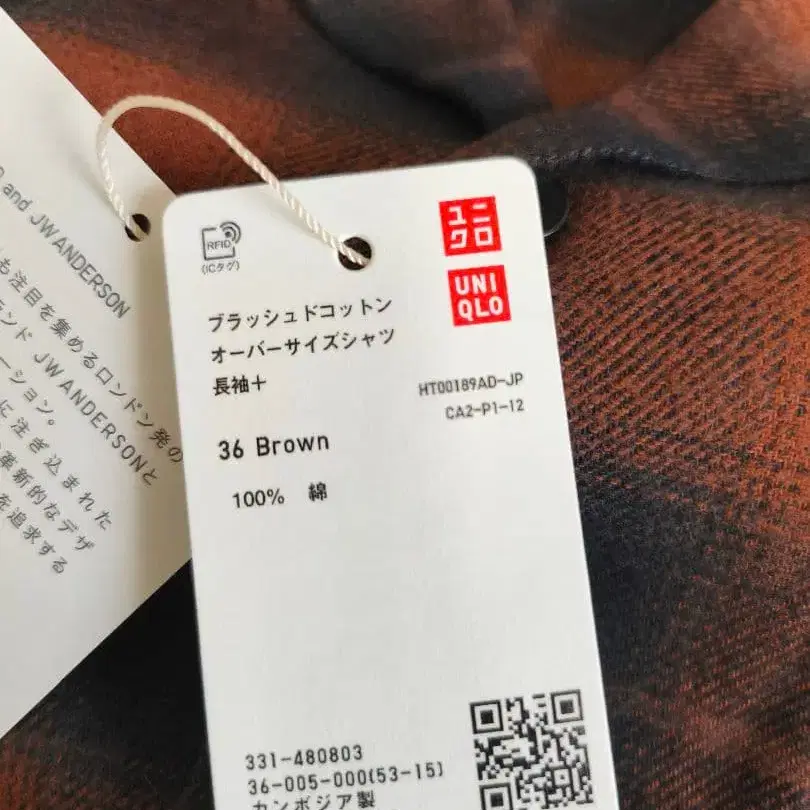 and JW ANDERSON
も注目を集めるロンドン発の
ンド JW ANDERSONと
ーション。
に注ぎ込まれた
革新的なデザ
を追求する
RFID
(ICタグ)
ユニクロ
UNIQLO
ブラッシュドコットン
オーバーサイズシャツ
長袖+
HT00189AD-JP
CA2-P1-12
36 Brown
100% 綿
331-480803
36-005-000(53-15)
カンボジア製